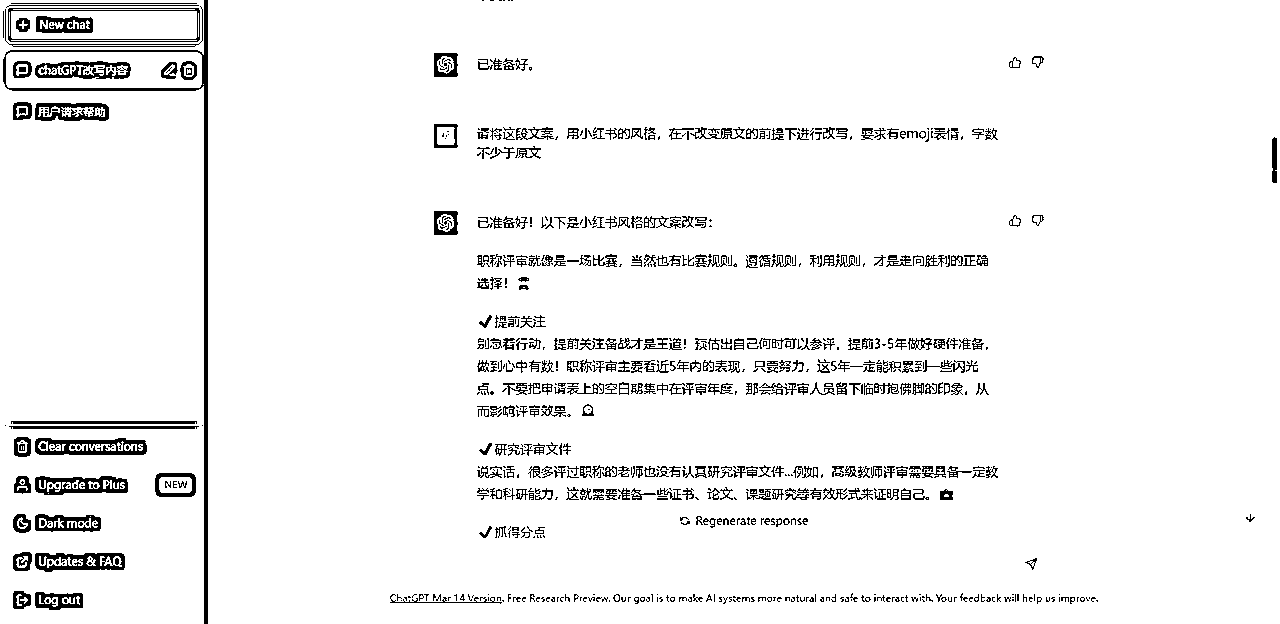 New chat
chatGPT改写内容
用户请求帮助
已准备好。
请将这段文案，用小红书的风格，在不改变原文的前提下进行改写，要求有emoji表情，字数
不少于原文
已准备好！以下是小红书风格的文案改写：
职称评审就像是一场比赛，当然也有比赛规则。遵循规则，利用规则，才是走向胜利的正确
选择！
✔提前关注
别急着行动，提前关注备战才是王道！预估出自己何时可以参评，提前3-5年做好硬件准备，
做到心中有数！职称评审主要看近5年内的表现，只要努力，这5年一定能积累到一些闪光
点。不要把申请表上的空白期集中在评审年度，那会给评审人员留下临时抱佛脚的印象，从
而影响评审效果。
✔研究评审文件
说实话，很多评过职称的老师也没有认真研究评审文件...例如，高级教师评审需要具备一定教
学和科研能力，这就需要准备一些证书、论文、课题研究等有效形式来证明自己。
✔抓得分点
Regenerate response
Clear conversations
Upgrade to Plus NEW
Dark mode
Updates & FAQ
Log out
ChatGPT Mar 14 Version. Free Research Preview. Our goal is to make AI systems more natural and safe to interact with. Your feedback will help us improve.